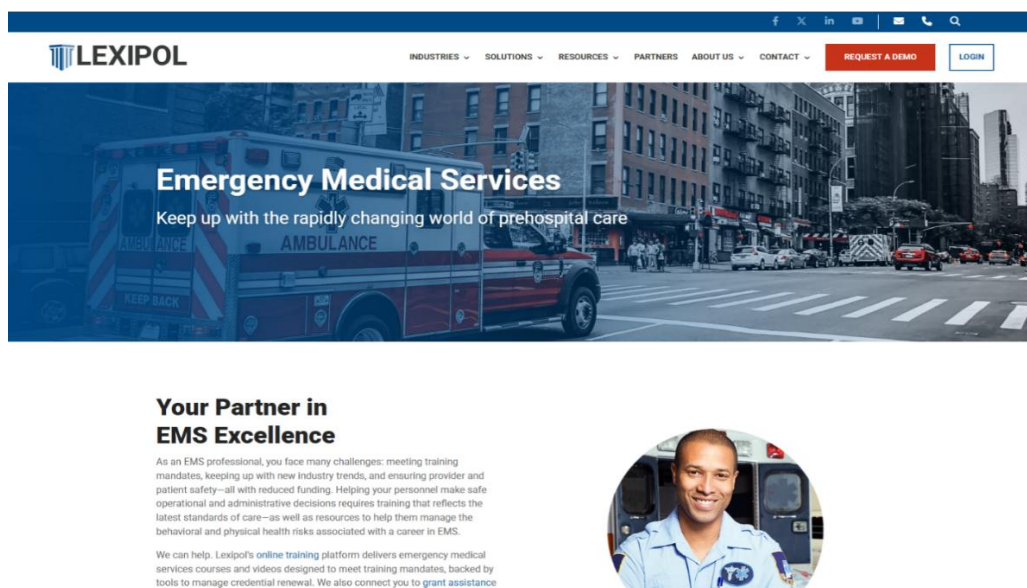 LEXIPOL
INDUSTRIES SOLUTIONS RESOURCES PARTNERS ABOUT US CONTACT REQUEST A DEMO LOGIN
Emergency Medical Services
Keep up with the rapidly changing world of prehospital care
AMBULANCE AMBULANCE
KEEP BACK
Your Partner in
EMS Excellence
As an EMS professional, you face many challenges: meeting training
mandates, keeping up with new industry trends, and ensuring provider and
patient safety—all with reduced funding. Helping your personnel make safe
operational and administrative decisions requires training that reflects the
latest standards of care—as well as resources to help them manage the
behavioral and physical health risks associated with a career in EMS.
We can help. Lexipol's online training platform delivers emergency medical
services courses and videos designed to meet training mandates, backed by
tools to manage credential renewal. We also connect you to grant assistance